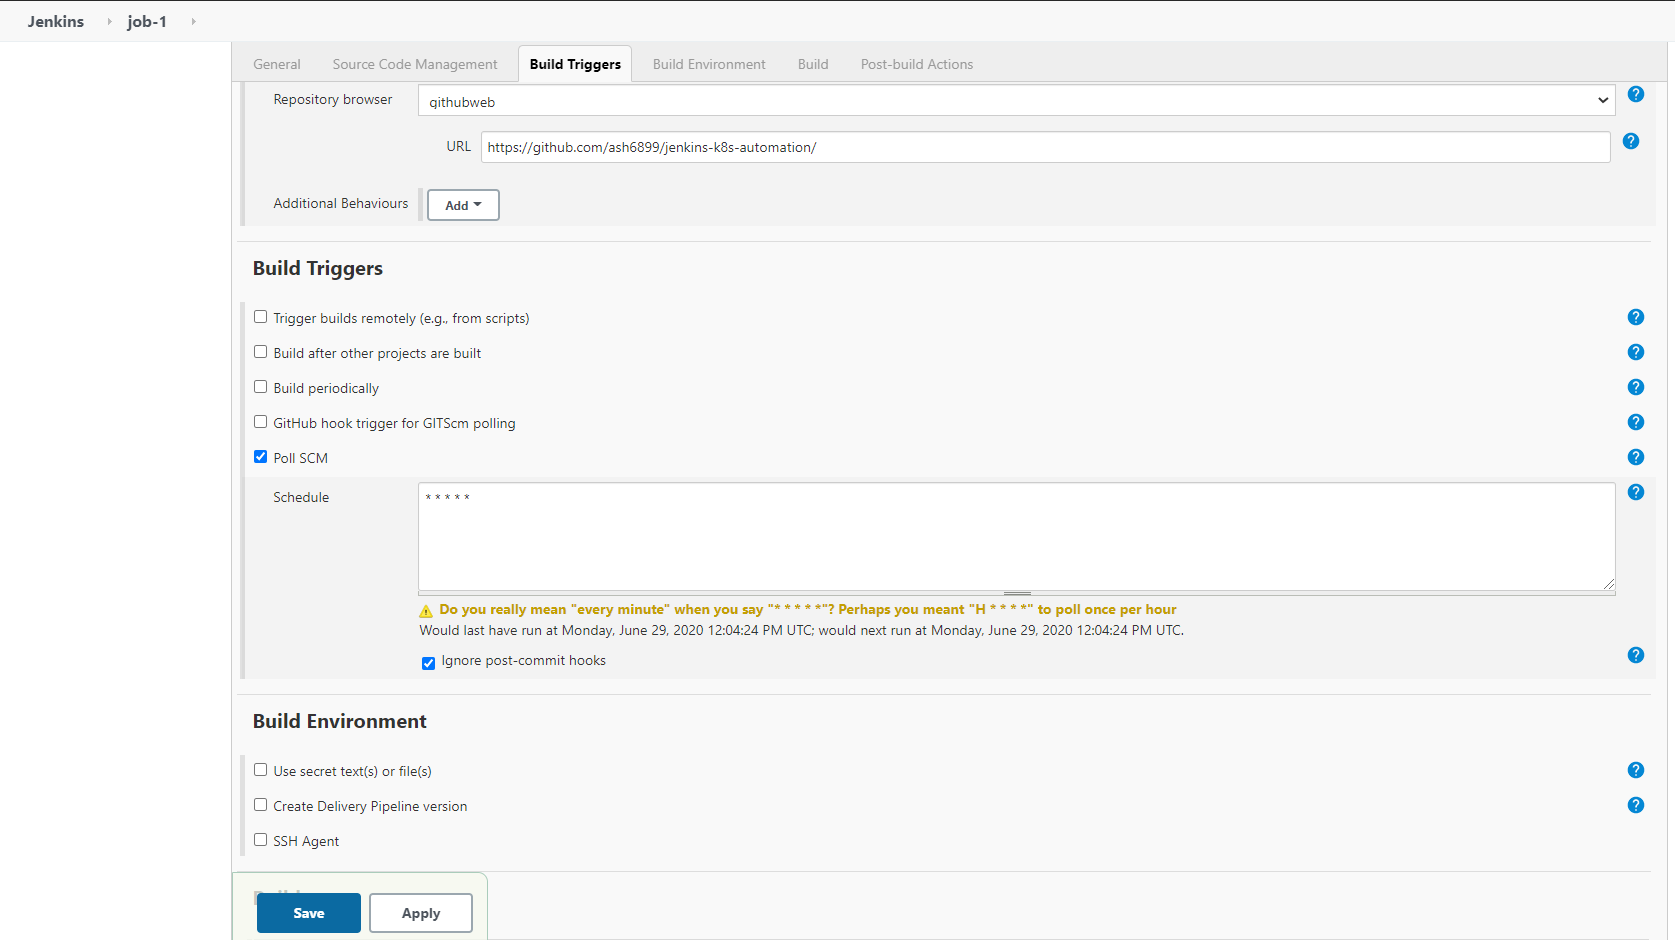 Jenkins job-1
General Source Code Management Build Triggers Build Environment Build Post-build Actions
Repository browser githubweb
URL https://github.com/ash6899/jenkins-k8s-automation/
Additional Behaviours Add
Build Triggers
Trigger builds remotely (e.g., from scripts)
Build after other projects are built
Build periodically
GitHub hook trigger for GITScm polling
Poll SCM
Schedule * * * * *
Do you really mean "every minute" when you say "* * * * *"? Perhaps you meant "H * * * *" to poll once per hour
Would last have run at Monday, June 29, 2020 12:04:24 PM UTC; would next run at Monday, June 29, 2020 12:04:24 PM UTC.
Ignore post-commit hooks
Build Environment
Use secret text(s) or file(s)
Create Delivery Pipeline version
SSH Agent
Save Apply